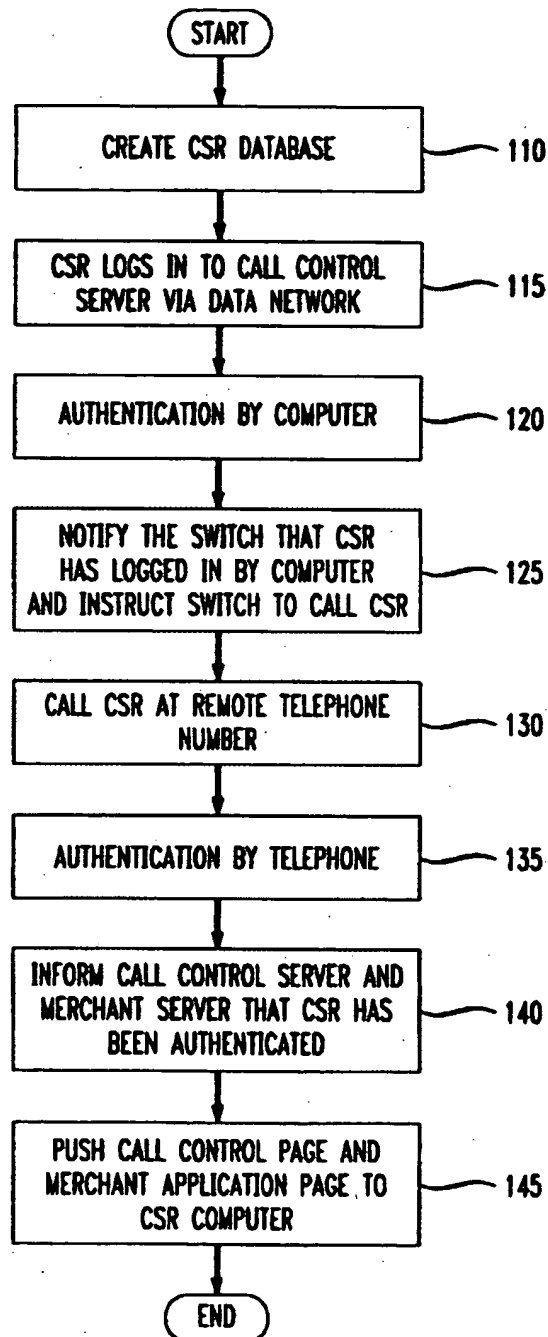 START
CREATE CSR DATABASE
110
CSR LOGS IN TO CALL CONTROL
SERVER VIA DATA NETWORK
115
AUTHENTICATION BY COMPUTER
120
NOTIFY THE SWITCH THAT CSR
HAS LOGGED IN BY COMPUTER
AND INSTRUCT SWITCH TO CALL CSR
125
CALL CSR AT REMOTE TELEPHONE
NUMBER
130
AUTHENTICATION BY TELEPHONE
135
INFORM CALL CONTROL SERVER AND
MERCHANT SERVER THAT CSR HAS
BEEN AUTHENTICATED
140
PUSH CALL CONTROL PAGE AND
MERCHANT APPLICATION PAGE TO
CSR COMPUTER
145
END